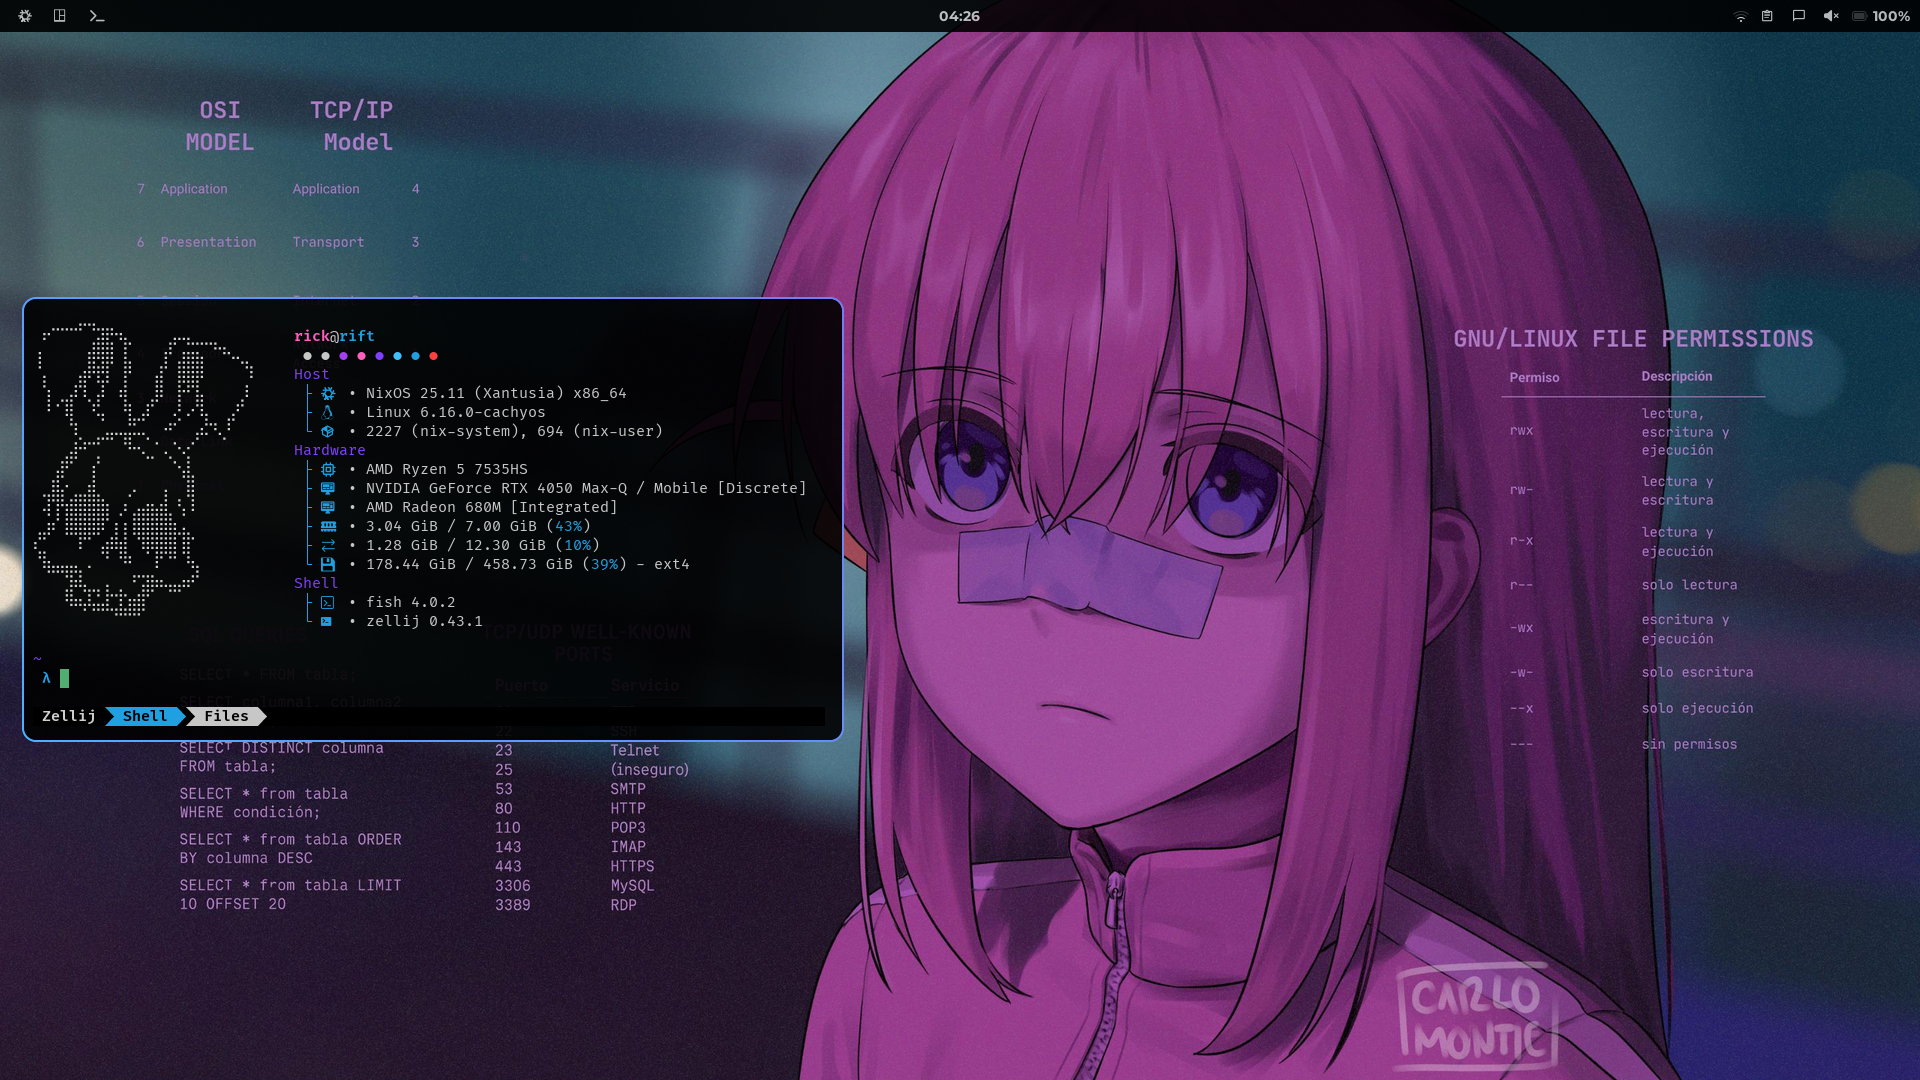 04:26
100%
OSI TCP/IP
MODEL Model
7 Application Application 4
6 Presentation Transport 3
rick@rift
Host
• NixOS 25.11 (Xantusia) x86_64
• Linux 6.16.0-cachyos
• 2227 (nix-system), 694 (nix-user)
Hardware
• AMD Ryzen 5 7535HS
• NVIDIA GeForce RTX 4050 Max-Q / Mobile [Discrete]
• AMD Radeon 680M [Integrated]
• 3.04 GiB / 7.00 GiB (43%)
• 1.28 GiB / 12.30 GiB (10%)
• 178.44 GiB / 458.73 GiB (39%) - ext4
Shell
• fish 4.0.2
• zellij 0.43.1
~
λ
Zellij Shell Files
TCP/UDP WELL-KNOWN
PORTS
SELECT * FROM tabla;
SELECT columna1, columna2
SELECT DISTINCT columna
FROM tabla;
SELECT * from tabla
WHERE condición;
SELECT * from tabla ORDER
BY columna DESC
SELECT * from tabla LIMIT
10 OFFSET 20
Puerto Servicio
22 SSH
23 Telnet
25 (inseguro)
53 SMTP
80 HTTP
110 POP3
143 IMAP
443 HTTPS
3306 MySQL
3389 RDP
GNU/LINUX FILE PERMISSIONS
Permiso Descripción
rwx lectura,
escritura y
ejecución
rw- lectura y
escritura
r-x lectura y
ejecución
r-- solo lectura
-wx escritura y
ejecución
-w- solo escritura
--x solo ejecución
--- sin permisos
CARLO
MONTIE